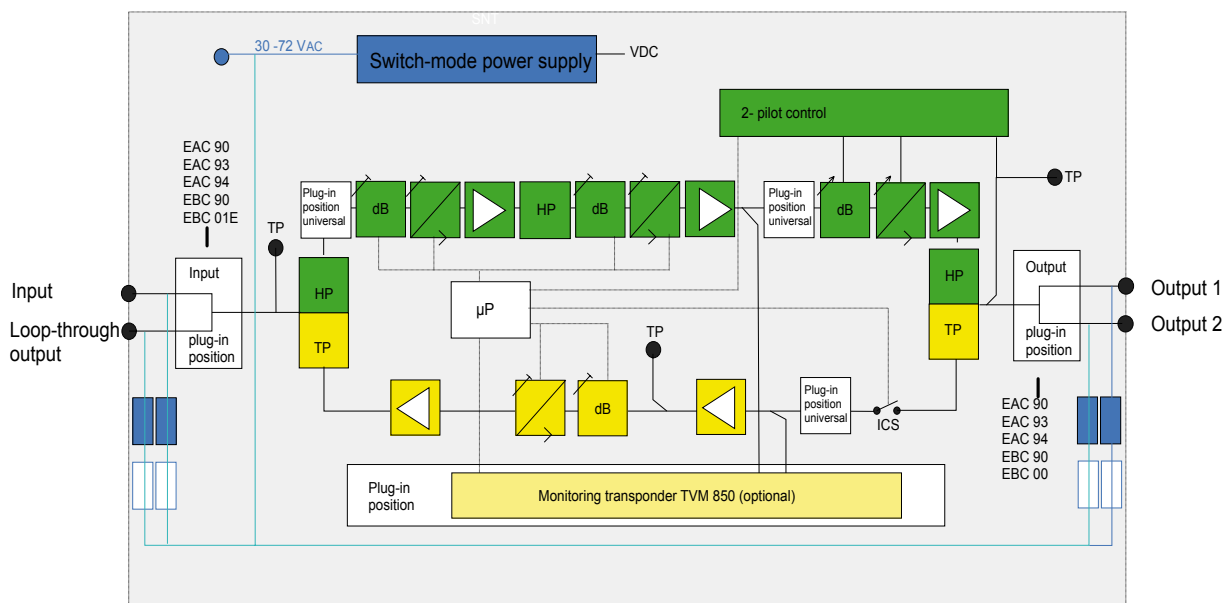 SNT
30 -72 VAC
Switch-mode power supply
VDC
2- pilot control
EAC 90
EAC 93
EAC 94
EBC 90
EBC 01E
TP
TP
Plug-in
position
universal
dB
HP
dB
Plug-in
position
universal
dB
Input
Input
plug-in
position
Loop-through
output
HP
TP
µP
TP
HP
TP
Output
plug-in
position
Output 1
Output 2
dB
Plug-in
position
universal
ICS
EAC 90
EAC 93
EAC 94
EBC 90
EBC 00
Plug-in
position
Monitoring transponder TVM 850 (optional)